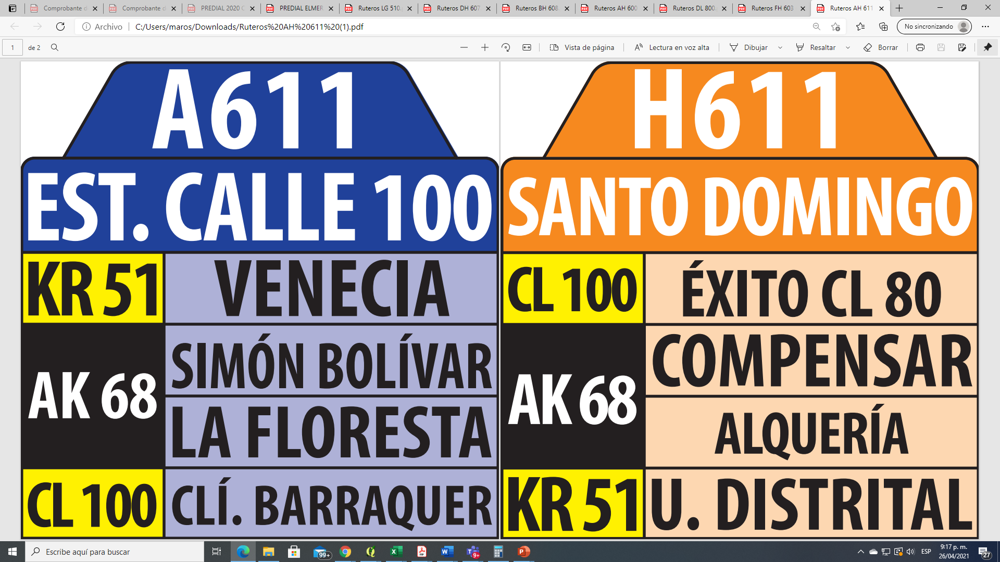 Comprobante d
Comprobante d
PREDIAL 2020 C
PREDIAL ELMER
Ruteros LG 510.
Ruteros DH 607
Ruteros BH 608.
Ruteros AH 600
Ruteros DL 800.
Ruteros FH 603
Ruteros AH 611
Archivo
C:/Users/maros/Downloads/Ruteros%20AH%20611%20(1).pdf
No sincronizando
1
de 2
Vista de página
Lectura en voz alta
Dibujar
Resaltar
Borrar
A611
EST. CALLE 100
KR 51
VENECIA
AK 68
SIMÓN BOLÍVAR
LA FLORESTA
CL 100
CLÍ. BARRAQUER
H611
SANTO DOMINGO
CL 100
ÉXITO CL 80
AK 68
COMPENSAR
ALQUERÍA
KR 51
U. DISTRITAL
Escribe aquí para buscar
99+
9+
ESP
9:17 p. m.
26/04/2021
27